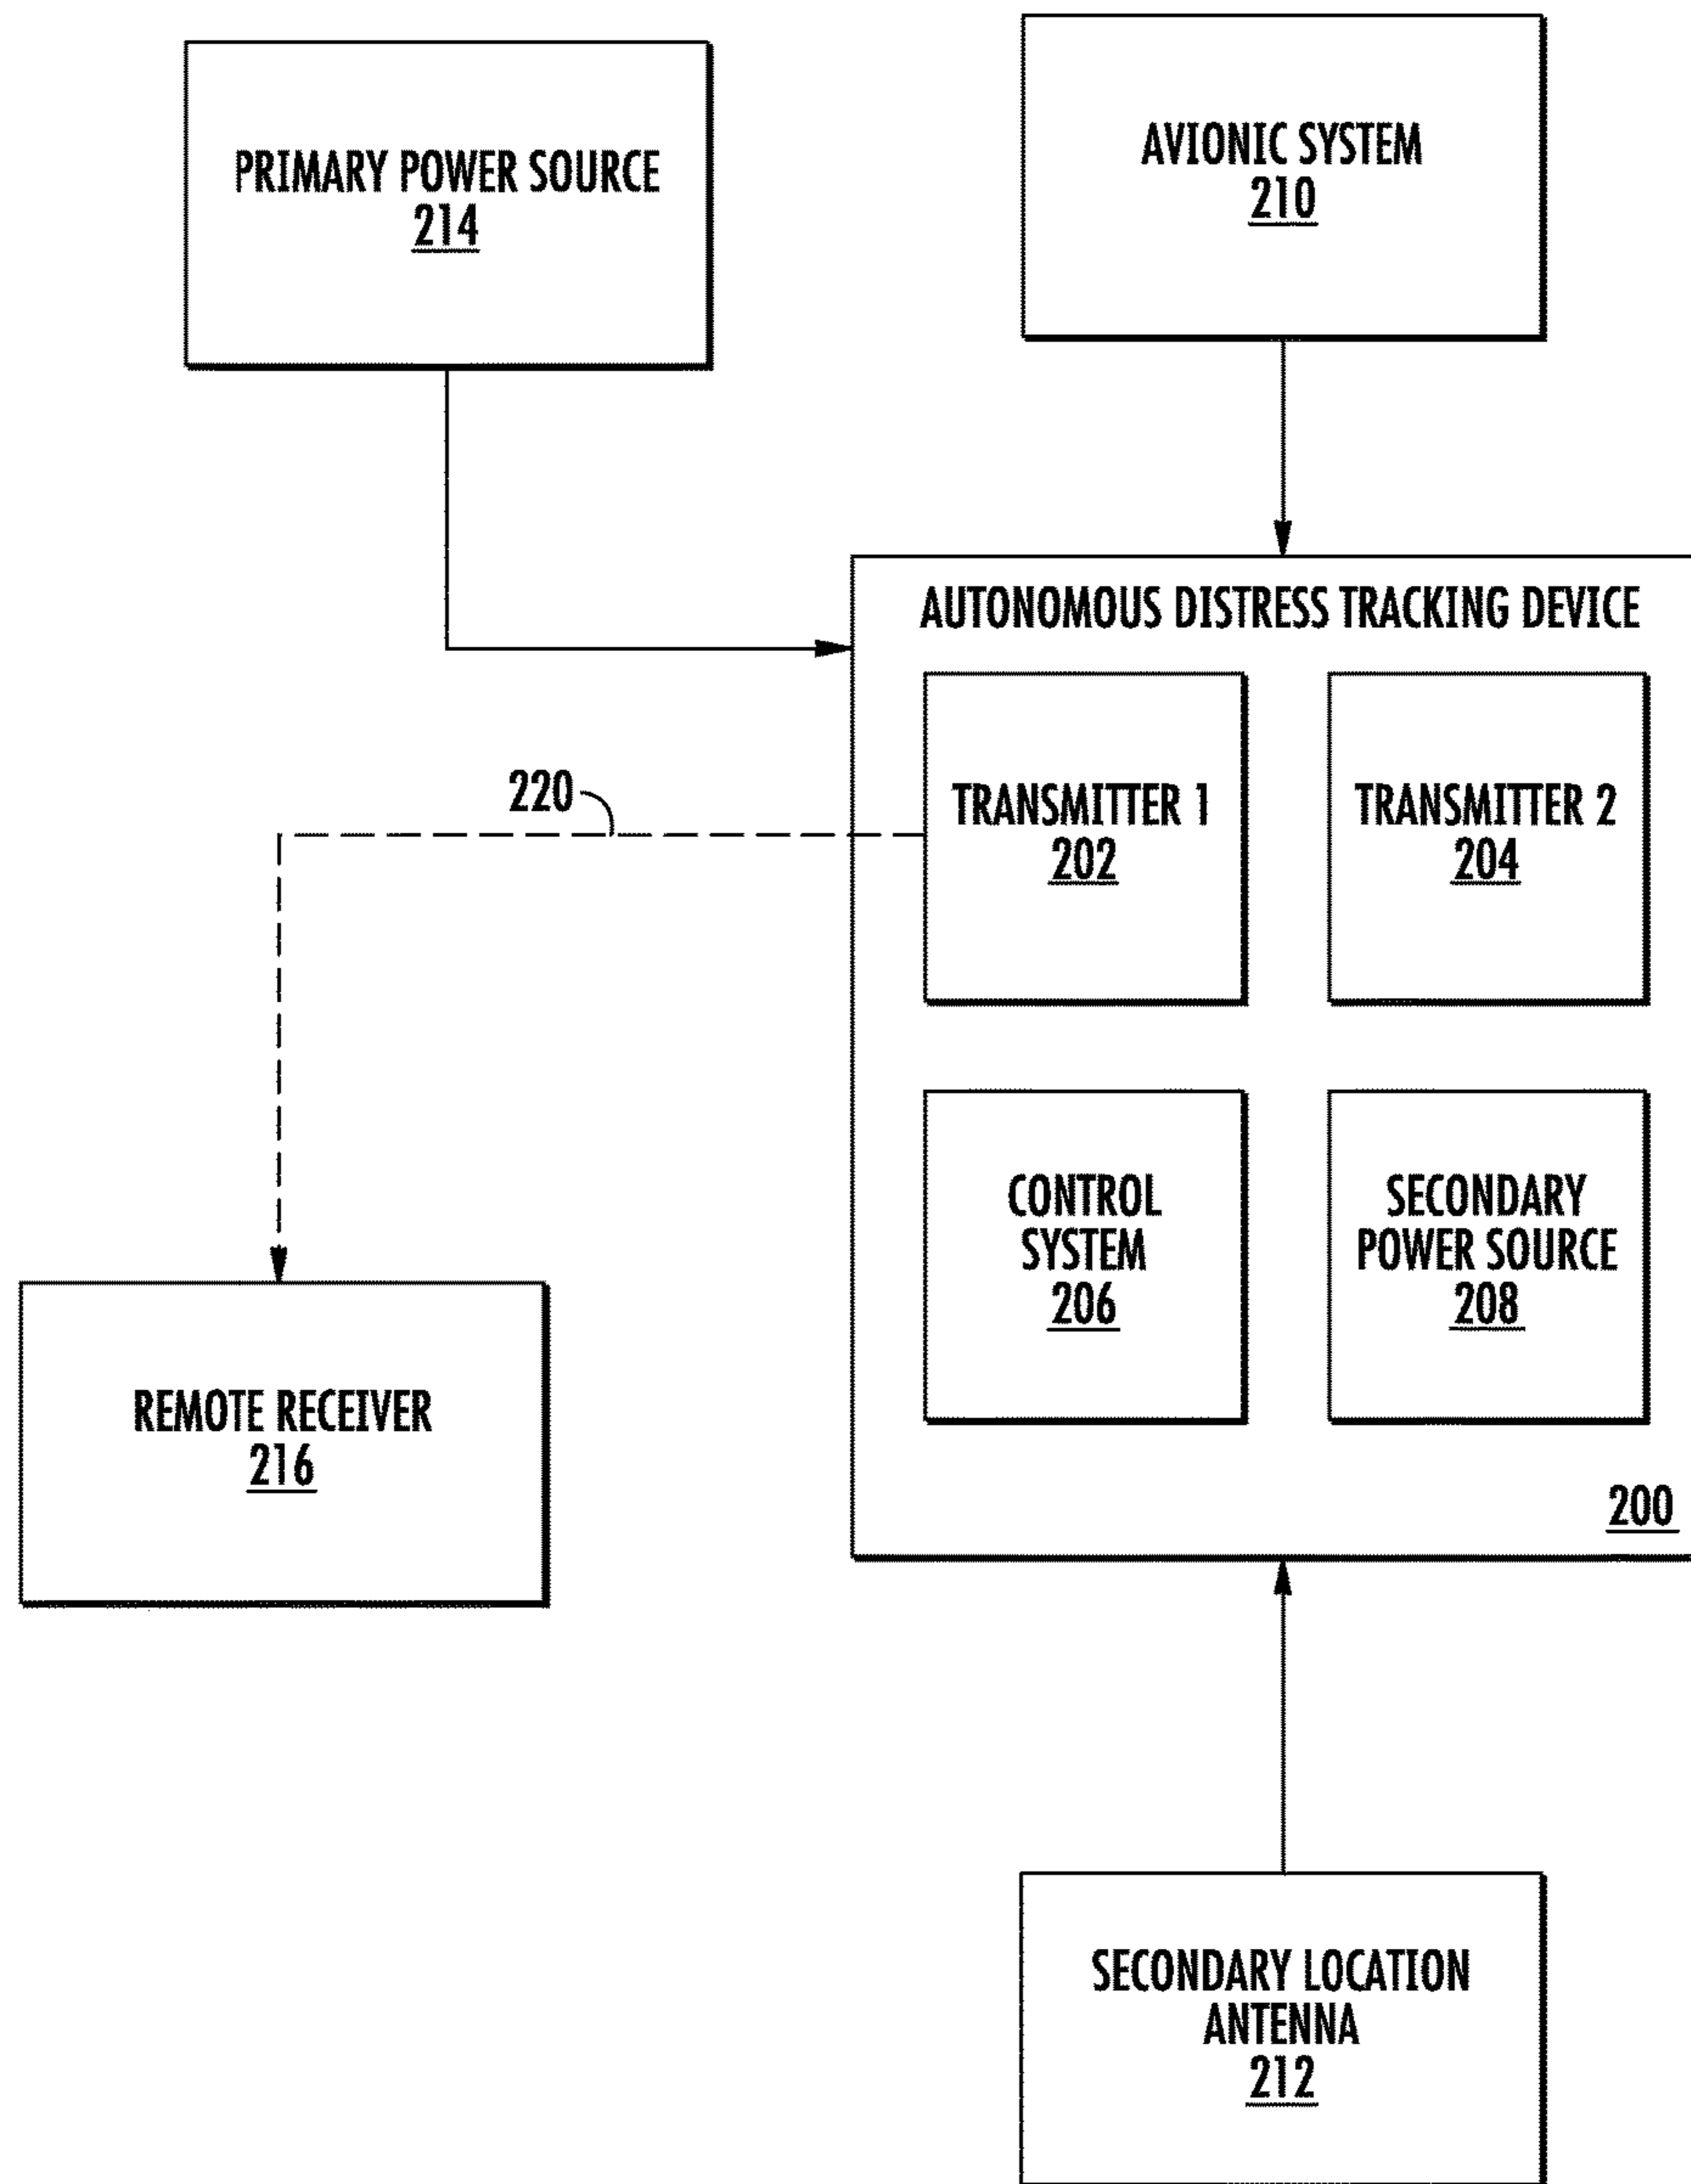 PRIMARY POWER SOURCE
214
AVIONIC SYSTEM
210
AUTONOMOUS DISTRESS TRACKING DEVICE
TRANSMITTER 1
202
TRANSMITTER 2
204
220
CONTROL
SYSTEM
206
SECONDARY
POWER SOURCE
208
REMOTE RECEIVER
216
200
SECONDARY LOCATION
ANTENNA
212